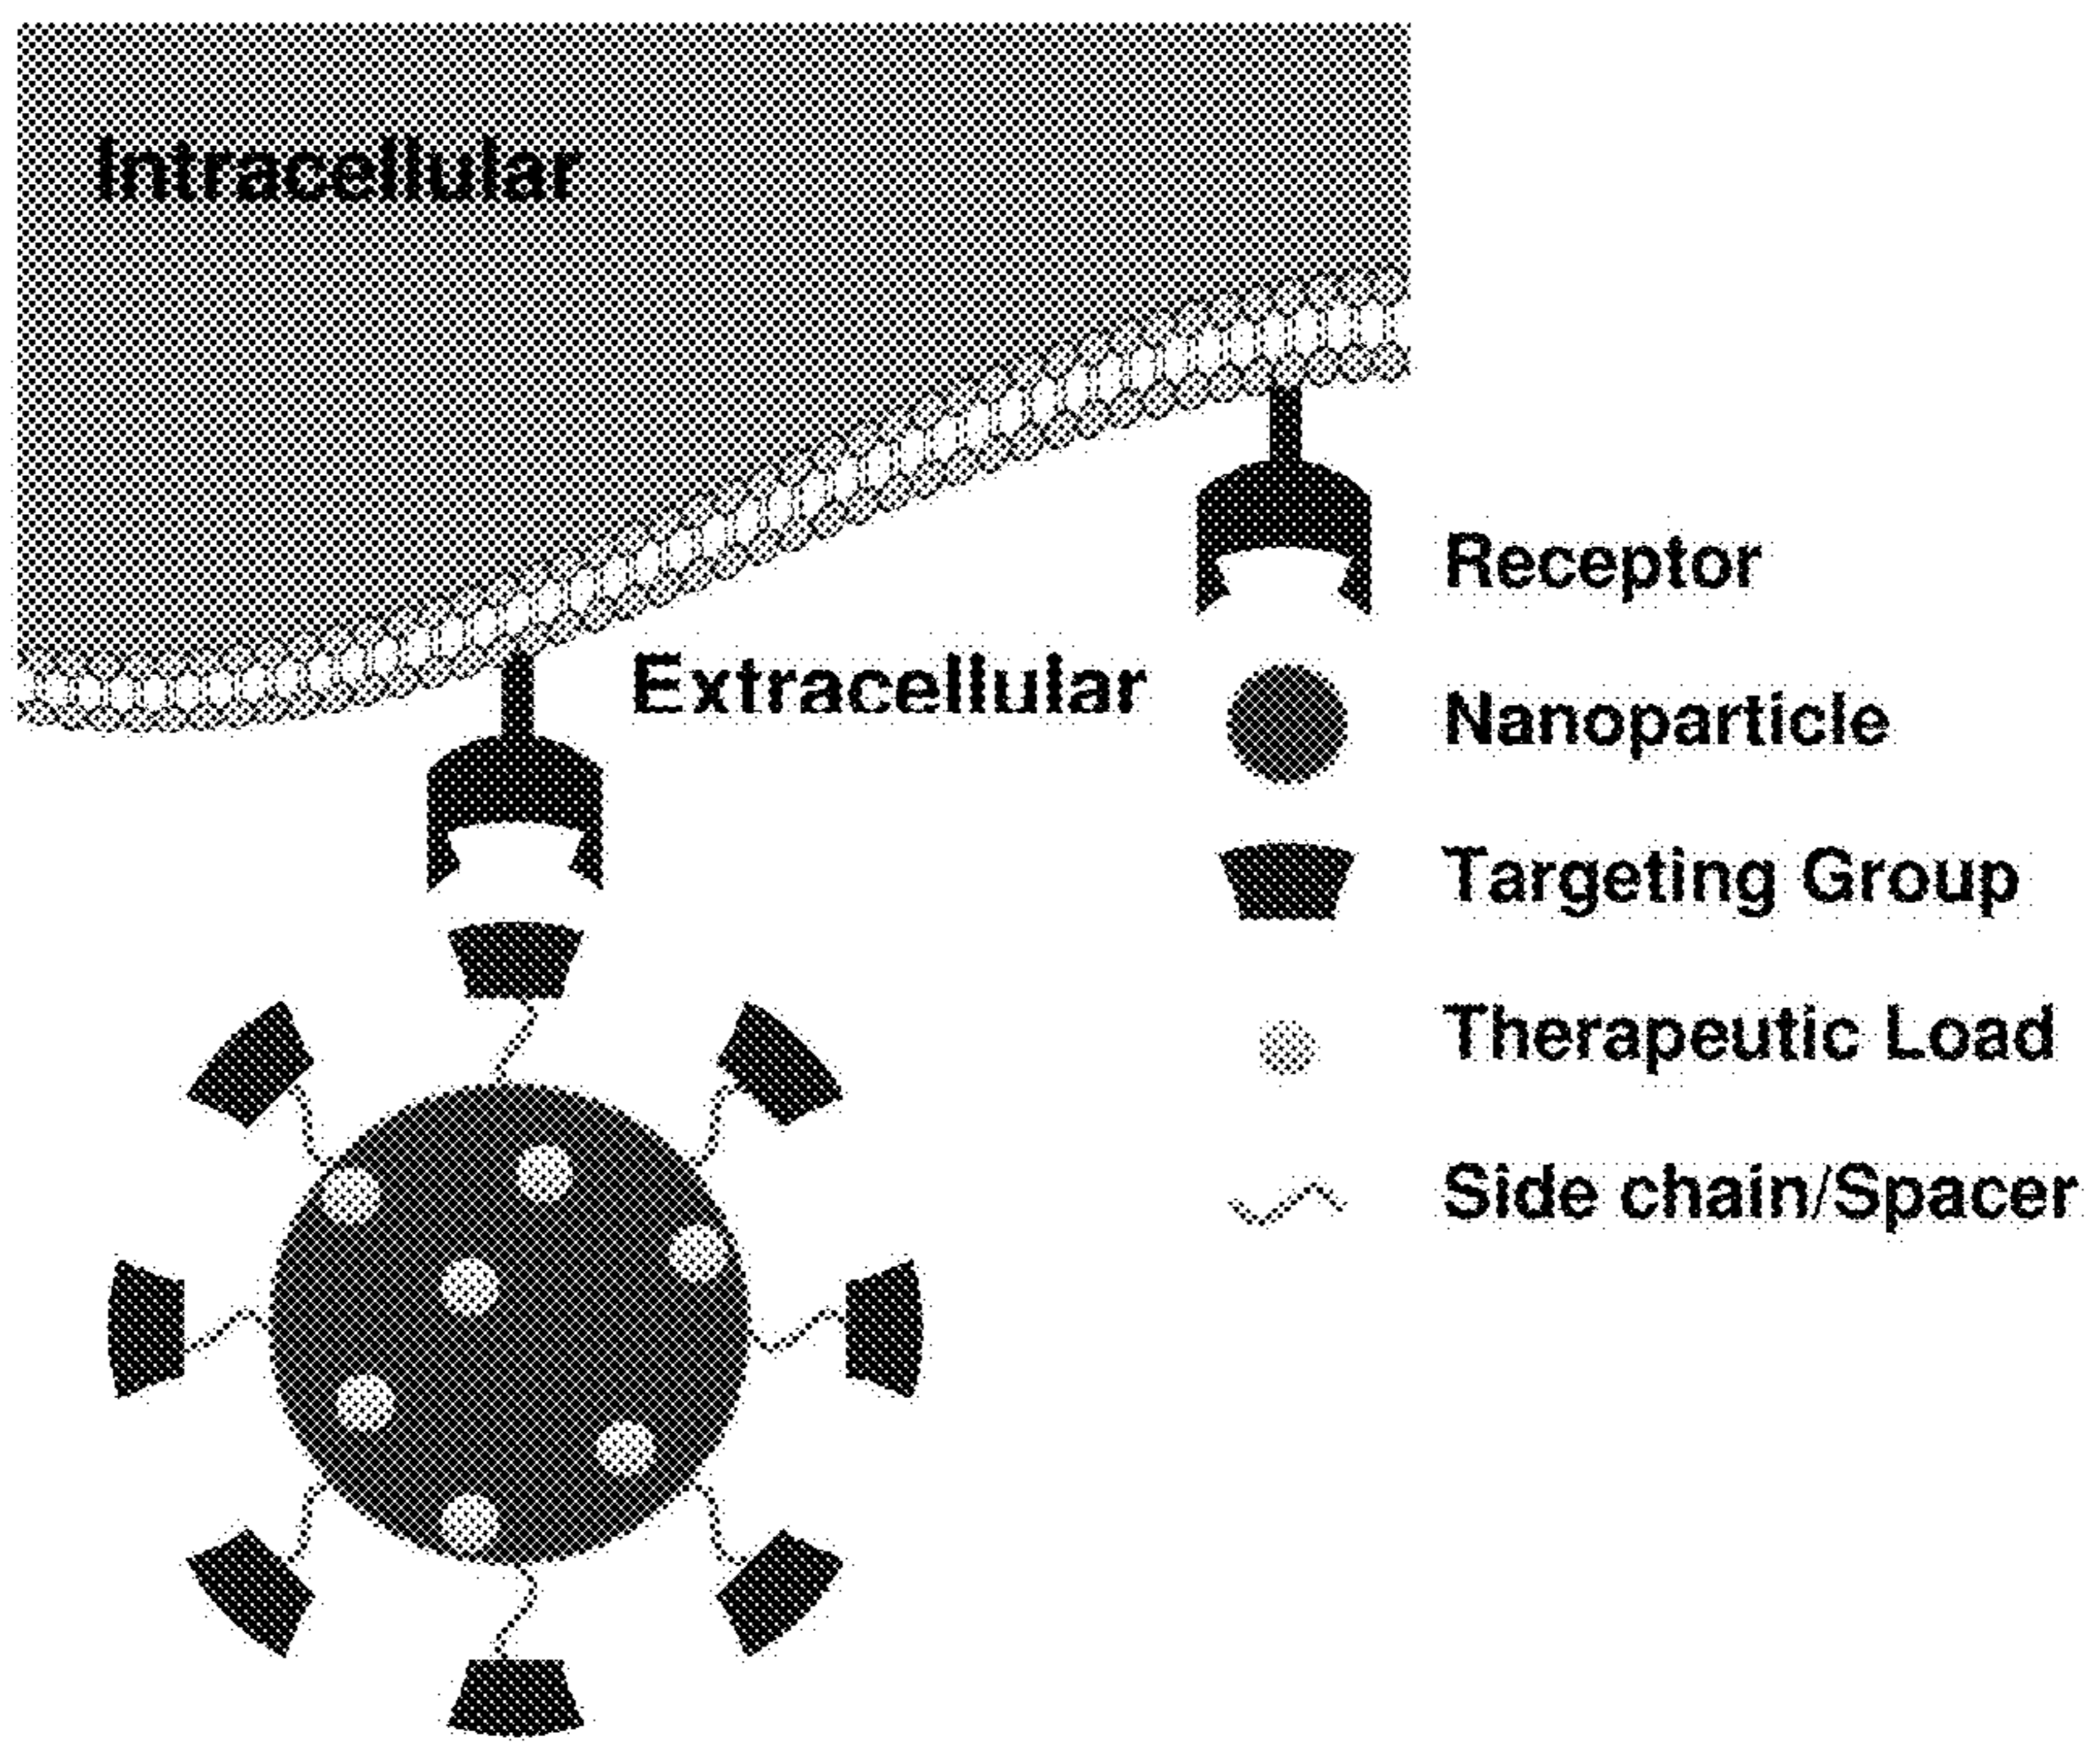 Intracellular
Extracellular
Receptor
Nanoparticle
Targeting Group
Therapeutic Load
Side chain/Spacer